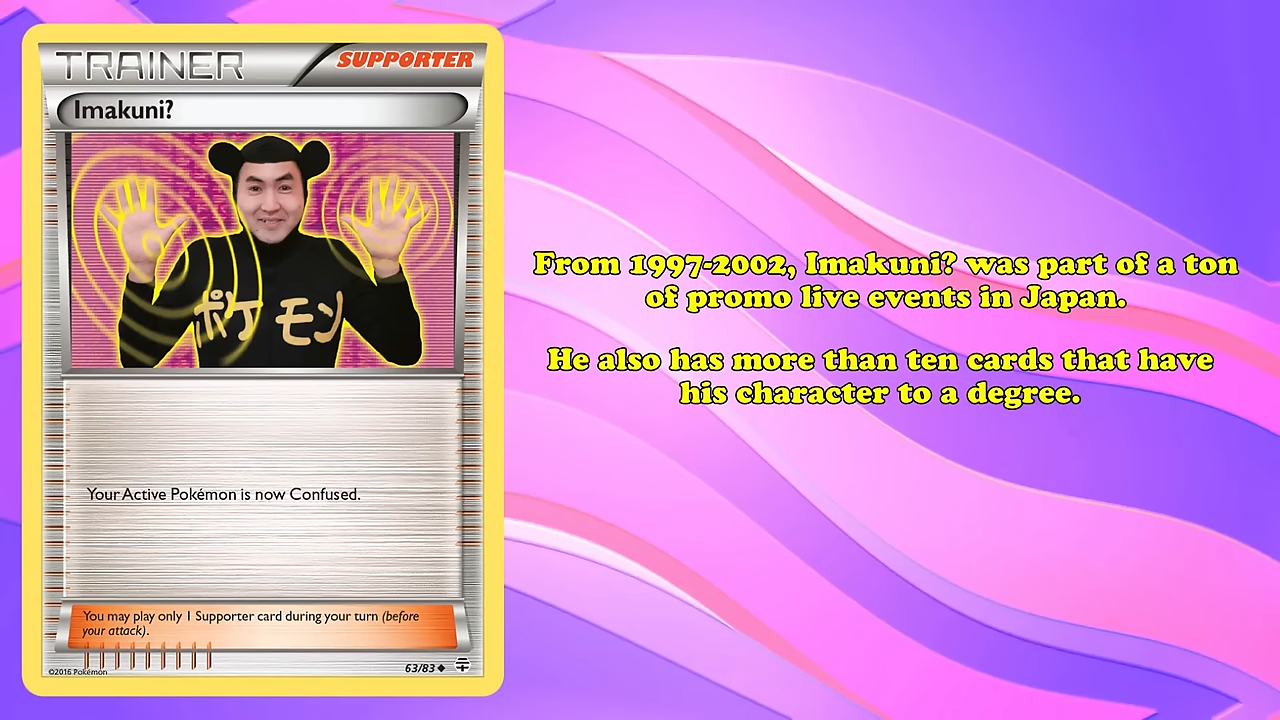 TRAINER
SUPPORTER
Imakuni?
ポケモン
Your Active Pokémon is now Confused.
You may play only 1 Supporter card during your turn (before
your attack).
©2016 Pokémon
63/83
From 1997-2002, Imakuni? was part of a ton
of promo live events in Japan.
He also has more than ten cards that have
his character to a degree.